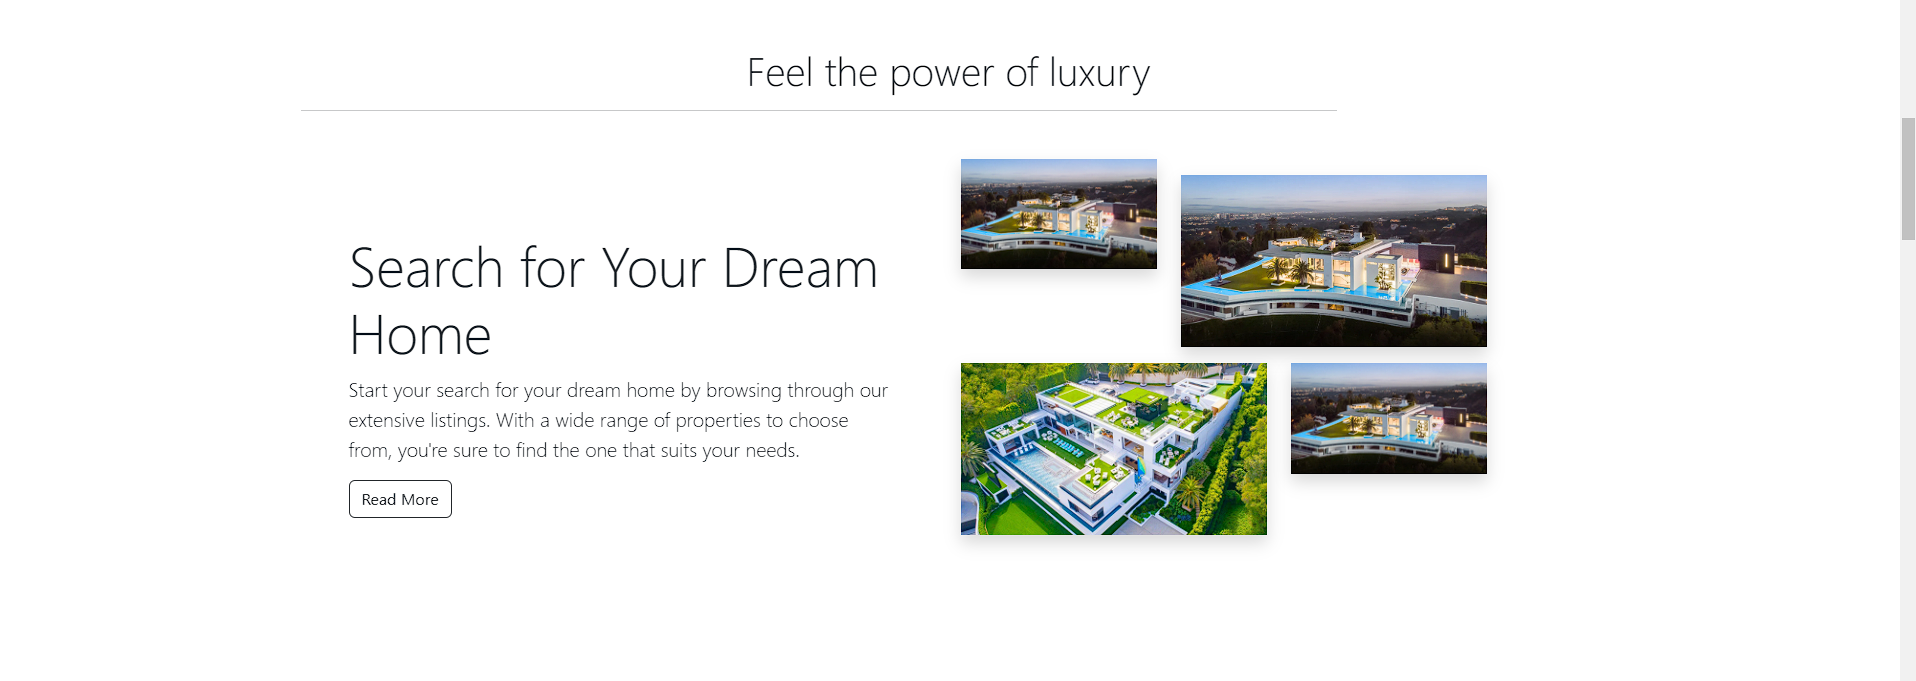 Feel the power of luxury
Search for Your Dream
Home
Start your search for your dream home by browsing through our
extensive listings. With a wide range of properties to choose
from, you're sure to find the one that suits your needs.
Read More